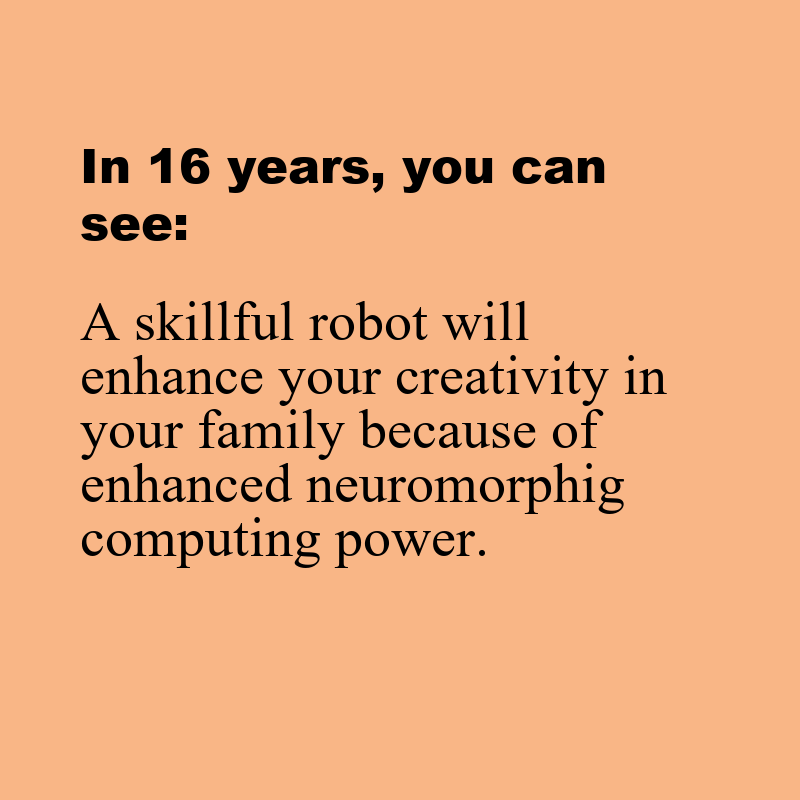 In 16 years, you can
see:
A skillful robot will
enhance your creativity in
your family because of
enhanced neuromorphig
computing power.